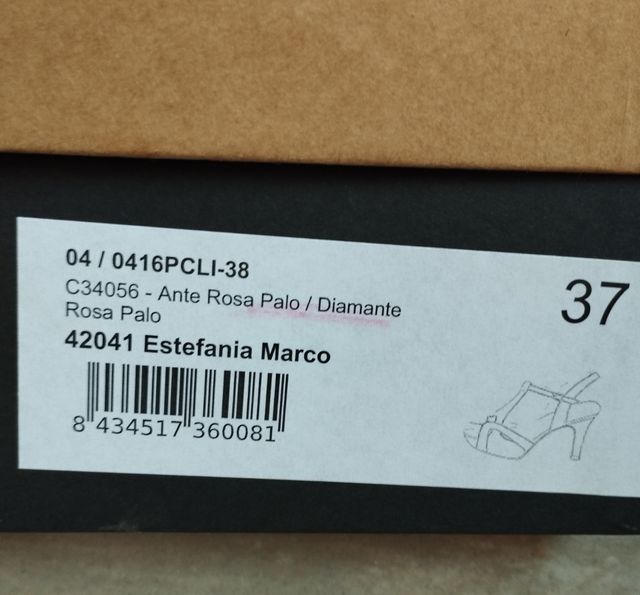 04 / 0416PCLI-38
37
C34056 - Ante Rosa Palo / Diamante
Rosa Palo
42041 Estefania Marco
8 434517 360081